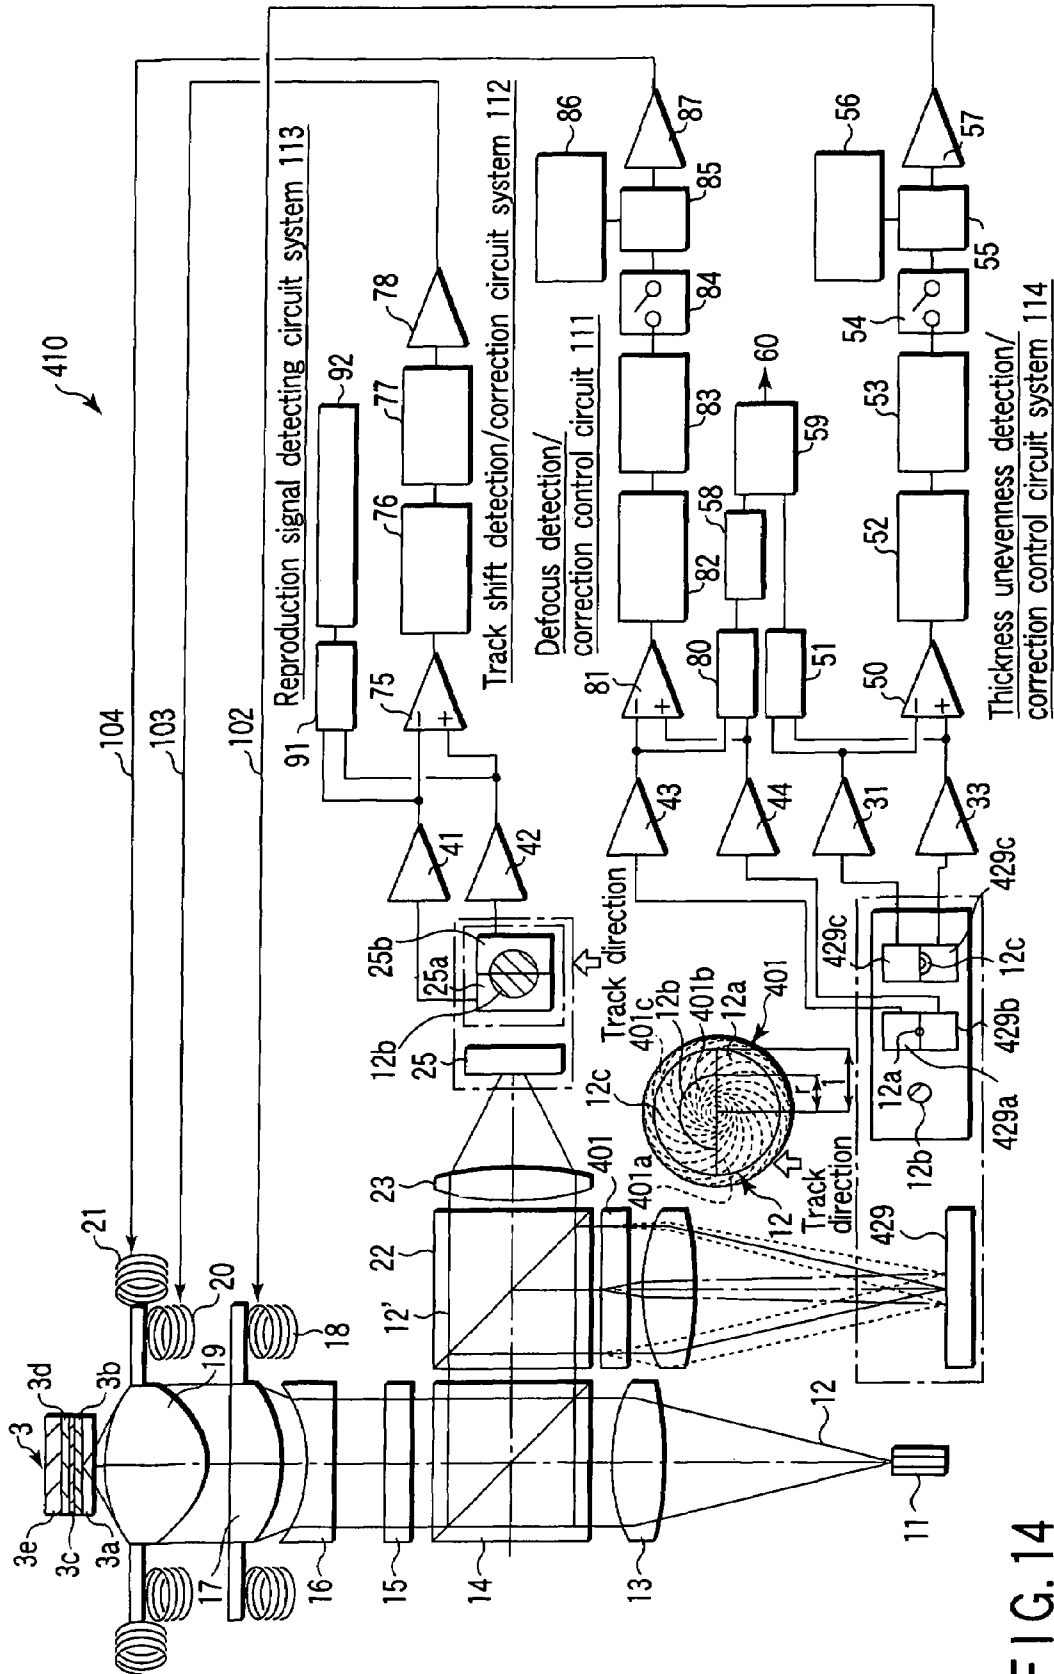 410
104
103
102
Reproduction signal detecting circuit system 113
92
91
Track shift detection/correction circuit system 112
78
77
76
75
–
+
Defocus detection/
correction control circuit 111
86
87
85
84
83
82
81
–
+
60
59
58
80
51
56
57
55
54
53
52
50
–
+
Thickness unevenness detection/
correction control circuit system 114
41
42
43
44
31
33
25b
25a
12b
25
Track direction
23
22
12'
401
401
401c
12b
401b
12a
12c
401a
12
r
l
Track
direction
429c
429c
12c
429b
12a
429a
12b
429
21
20
18
19
3
3d
3b
3e
3c
3a
17
16
15
14
13
12
11
FIG. 14